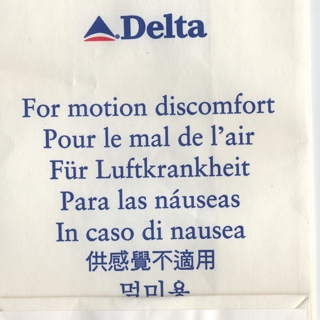 Delta
For motion discomfort
Pour le mal de l'air
Für Luftkrankheit
Para las náuseas
In caso di nausea
供感覺不適用
멀미용